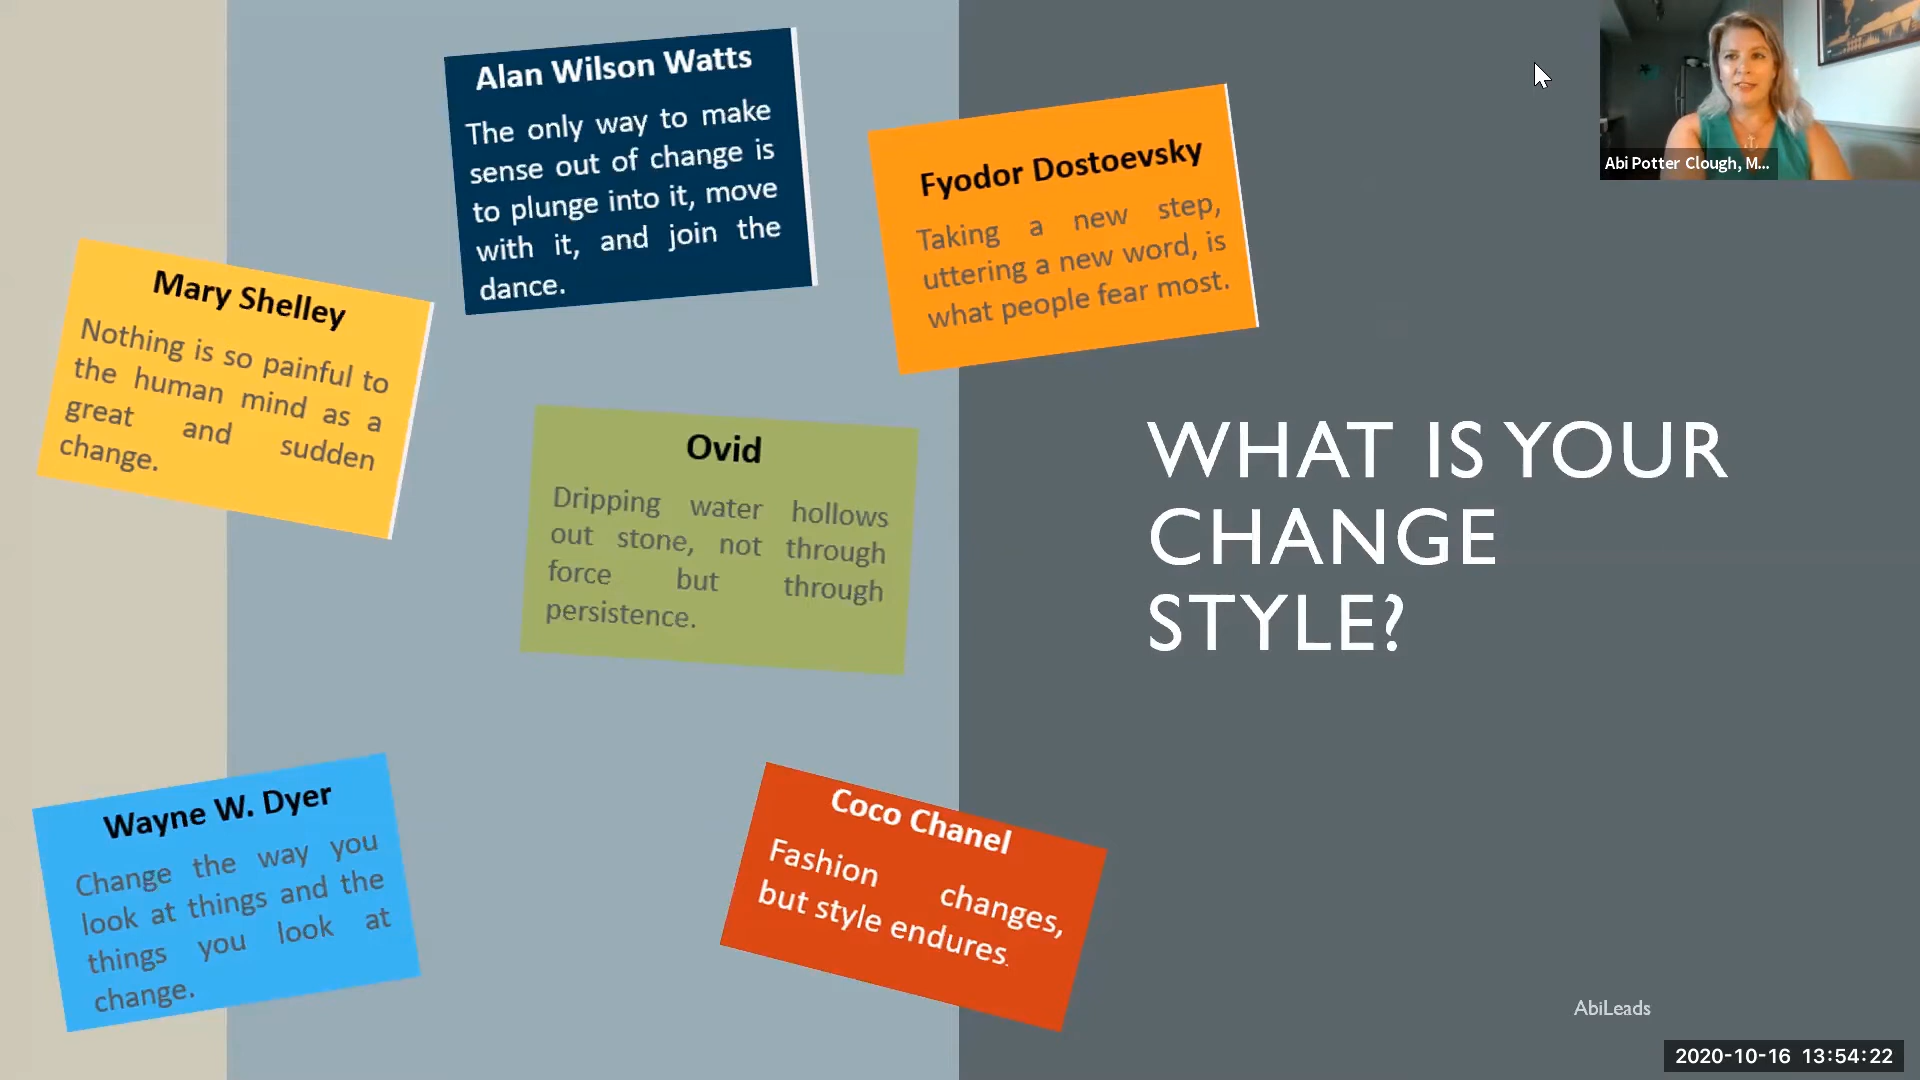 Alan Wilson Watts
The only way to make
sense out of change is
to plunge into it, move
with it, and join the
dance.
Fyodor Dostoevsky
Taking a new step,
uttering a new word, is
what people fear most.
Mary Shelley
Nothing is so painful to
the human mind as a
great and sudden
change.
Ovid
Dripping water hollows
out stone, not through
force but through
persistence.
Wayne W. Dyer
Change the way you
look at things and the
things you look at
change.
Coco Chanel
Fashion changes,
but style endures.
WHAT IS YOUR
CHANGE
STYLE?
Abi Potter Clough, M...
AbiLeads
2020-10-16 13:54:22